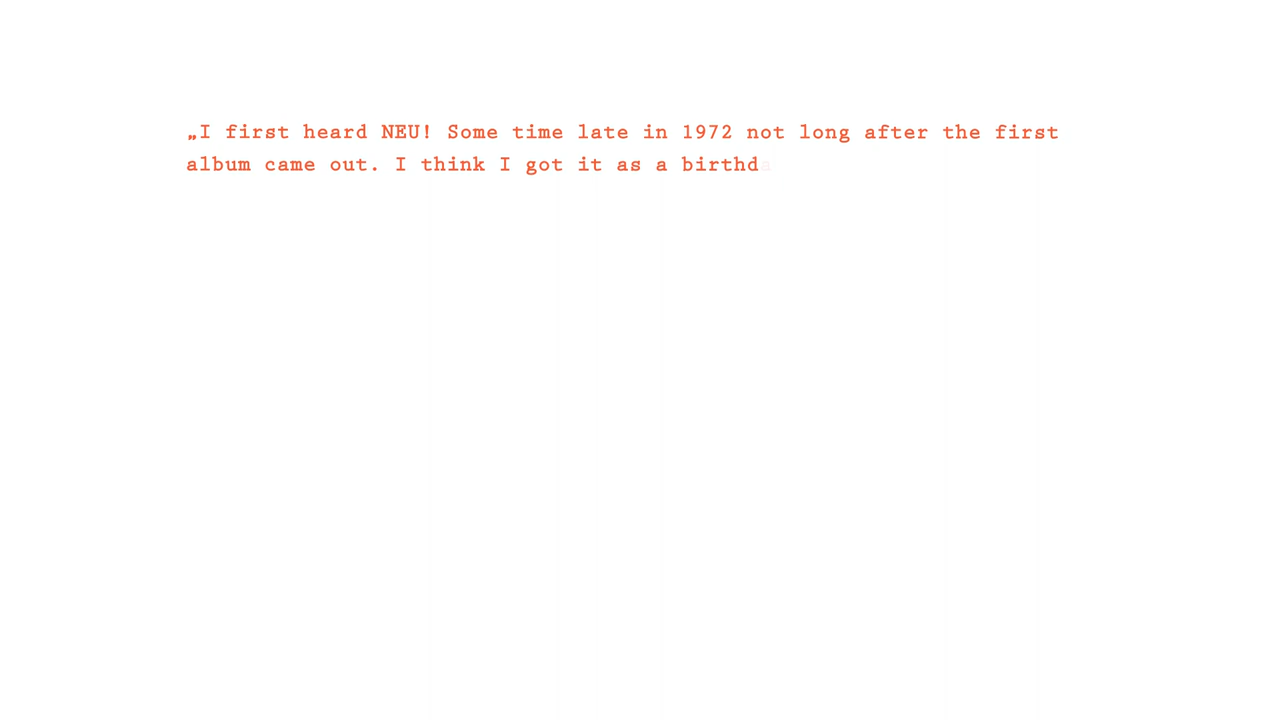 „I first heard NEU! Some time late in 1972 not long after the first
album came out. I think I got it as a birthda